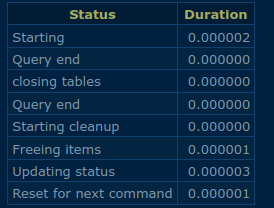 Status Duration
Starting 0.000002
Query end 0.000000
closing tables 0.000000
Query end 0.000000
Starting cleanup 0.000000
Freeing items 0.000001
Updating status 0.000003
Reset for next command 0.000001